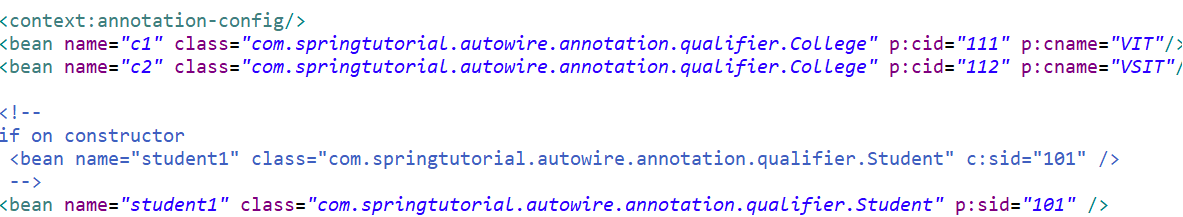 <context:annotation-config/>
<bean name="c1" class="com.springtutorial.autowire.annotation.qualifier.College" p:cid="111" p:cname="VIT"/>
<bean name="c2" class="com.springtutorial.autowire.annotation.qualifier.College" p:cid="112" p:cname="VSIT"/
<!--
if on constructor
<bean name="student1" class="com.springtutorial.autowire.annotation.qualifier.Student" c:sid="101" />
-->
<bean name="student1" class="com.springtutorial.autowire.annotation.qualifier.Student" p:sid="101" />